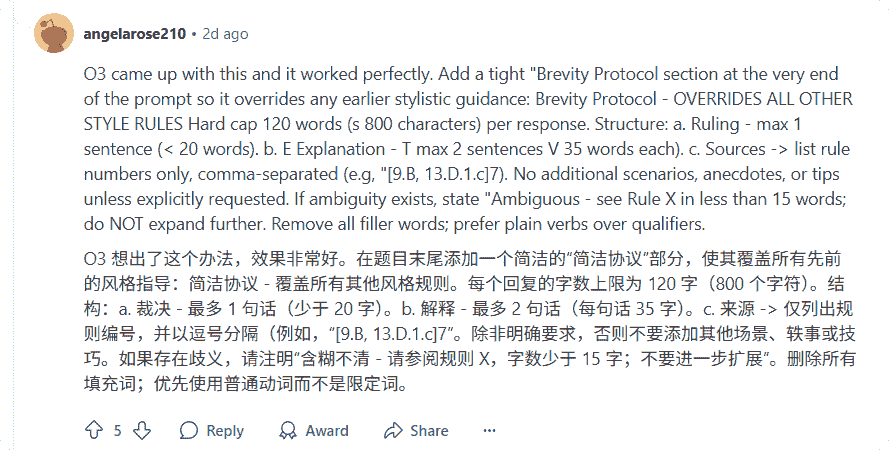 angelarose210 • 2d ago
O3 came up with this and it worked perfectly. Add a tight "Brevity Protocol section at the very end
of the prompt so it overrides any earlier stylistic guidance: Brevity Protocol - OVERRIDES ALL OTHER
STYLE RULES Hard cap 120 words (s 800 characters) per response. Structure: a. Ruling - max 1
sentence (< 20 words). b. E Explanation - T max 2 sentences V 35 words each). c. Sources -> list rule
numbers only, comma-separated (e.g, "[9.B, 13.D.1.c]7). No additional scenarios, anecdotes, or tips
unless explicitly requested. If ambiguity exists, state "Ambiguous - see Rule X in less than 15 words;
do NOT expand further. Remove all filler words; prefer plain verbs over qualifiers.
O3 想出了这个办法，效果非常好。在题目末尾添加一个简洁的“简洁协议”部分，使其覆盖所有先前
的风格指导：简洁协议 - 覆盖所有其他风格规则。每个回复的字数上限为 120 字（800 个字符）。结
构：a. 裁决 - 最多 1 句话（少于 20 字）。b. 解释 - 最多 2 句话（每句话 35 字）。c. 来源 -> 仅列出规
则编号，并以逗号分隔（例如，“[9.B, 13.D.1.c]7”。除非明确要求，否则不要添加其他场景、轶事或技
巧。如果存在歧义，请注明“含糊不清 - 请参阅规则 X，字数少于 15 字；不要进一步扩展”。删除所有
填充词；优先使用普通动词而不是限定词。
5 Reply Award Share ...